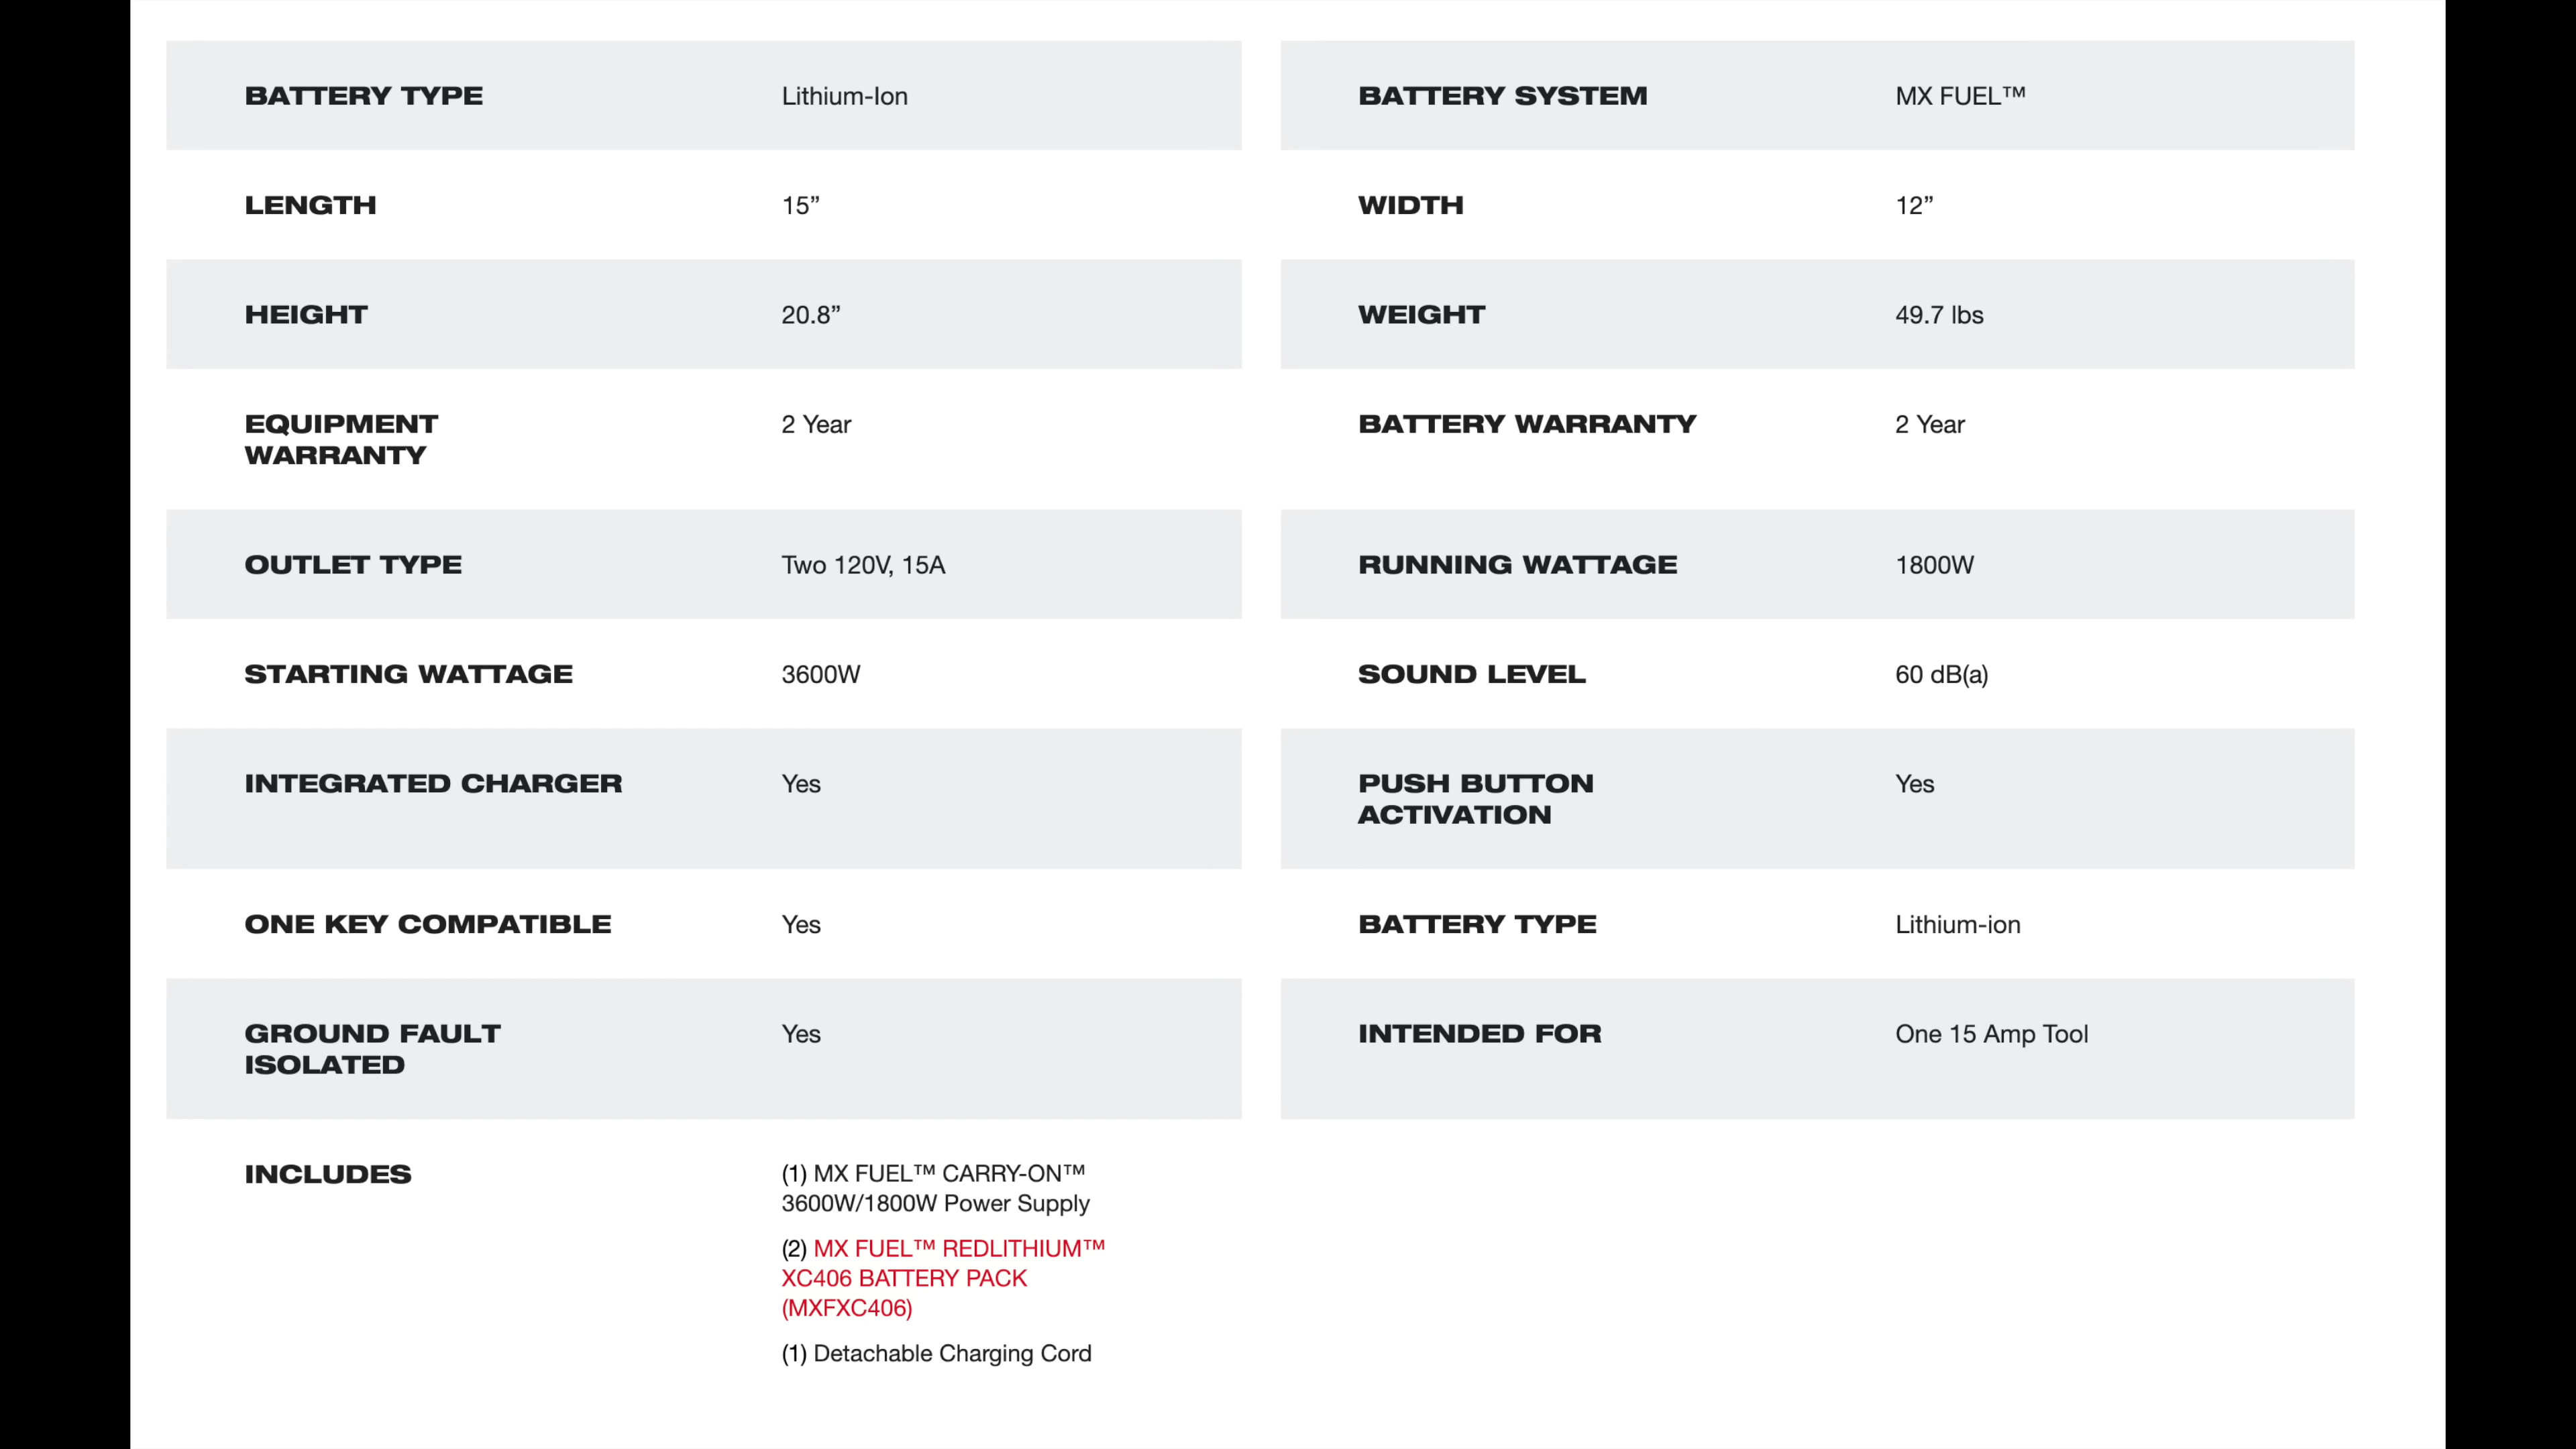 BATTERY TYPE Lithium-Ion BATTERY SYSTEM MX FUEL™
LENGTH 15” WIDTH 12”
HEIGHT 20.8” WEIGHT 49.7 lbs
EQUIPMENT 2 Year BATTERY WARRANTY 2 Year
WARRANTY
OUTLET TYPE Two 120V, 15A RUNNING WATTAGE 1800W
STARTING WATTAGE 3600W SOUND LEVEL 60 dB(a)
INTEGRATED CHARGER Yes PUSH BUTTON Yes
ACTIVATION
ONE KEY COMPATIBLE Yes BATTERY TYPE Lithium-ion
GROUND FAULT Yes INTENDED FOR One 15 Amp Tool
ISOLATED
INCLUDES (1) MX FUEL™ CARRY-ON™
3600W/1800W Power Supply
(2) MX FUEL™ REDLITHIUM™
XC406 BATTERY PACK
(MXFXC406)
(1) Detachable Charging Cord